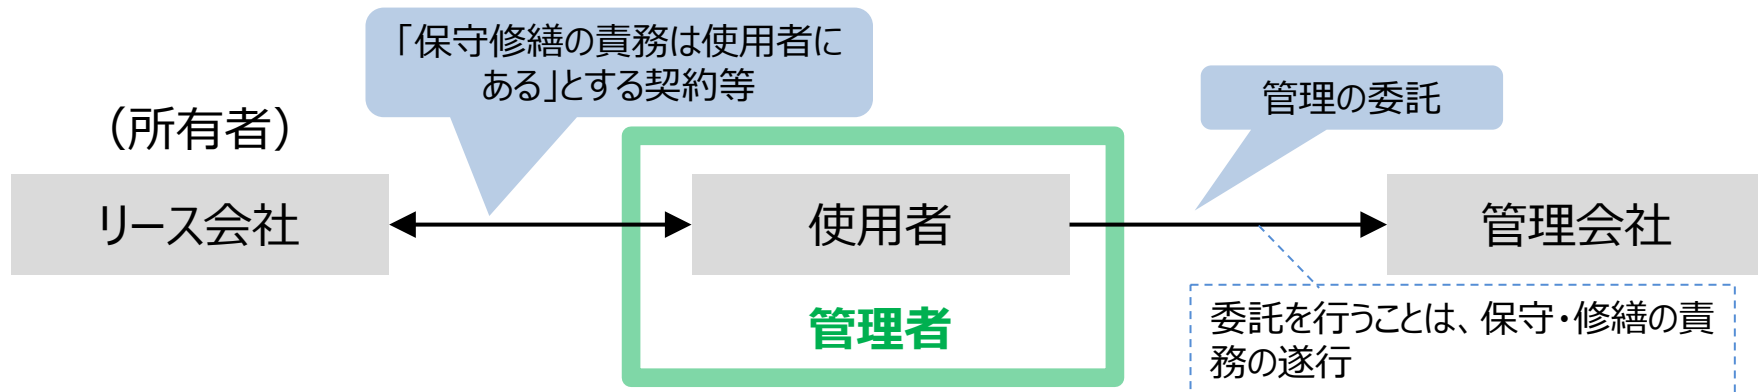 「保守修繕の責務は使用者に
ある」とする契約等
管理の委託
（所有者）
リース会社
使用者
管理会社
管理者
委託を行うことは、保守・修繕の責
務の遂行